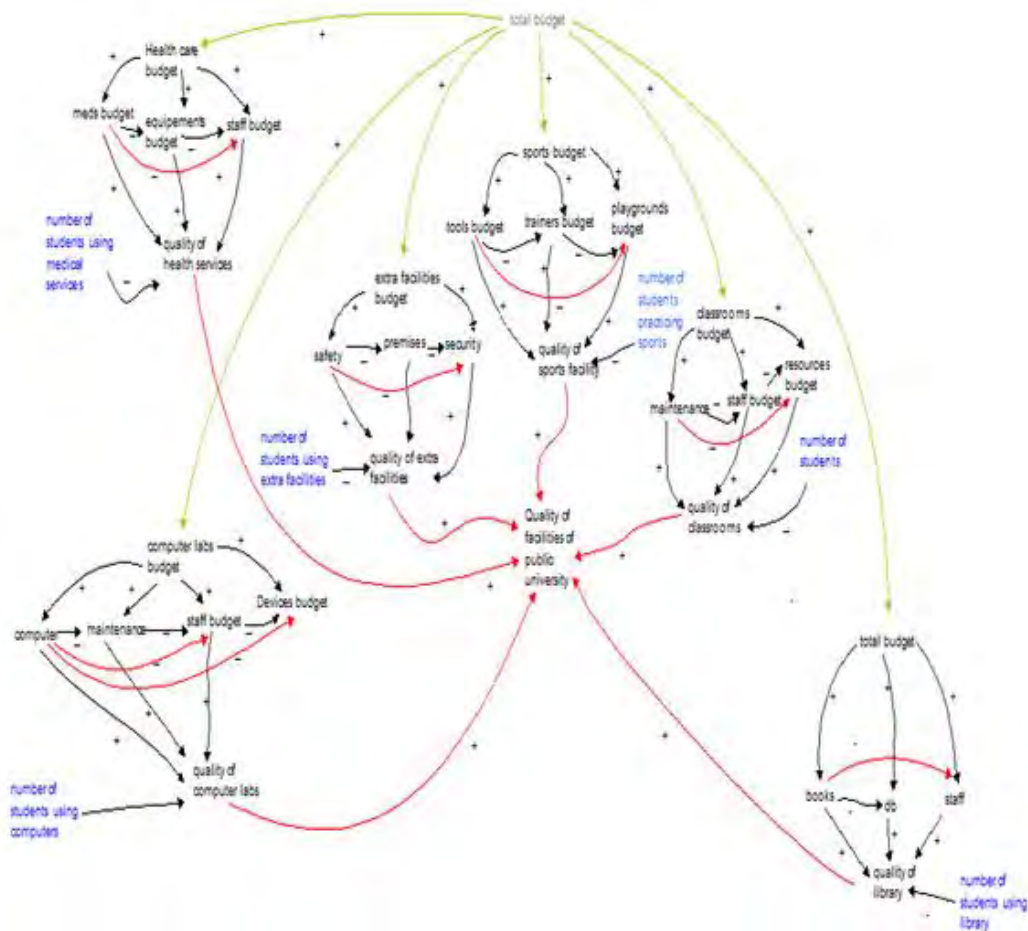 total budget
Health care
budget
meds budget
equipements
budget
staff budget
number of
students using
medical
services
quality of
health services
sports budget
tools budget
trainers budget
playgrounds
budget
number of
students
practicing
sports
quality of
sports facility
extra facilities
budget
safety
premises
security
number of
students using
extra facilities
quality of extra
facilities
classrooms
budget
resources
budget
maintenance
staff budget
number of
students
quality of
classrooms
Quality of
facilities of
public
university
computer labs
budget
computer
maintenance
staff budget
Devices budget
quality of
computer labs
number of
students using
computers
total budget
books
db
staff
quality of
library
number of
students using
library